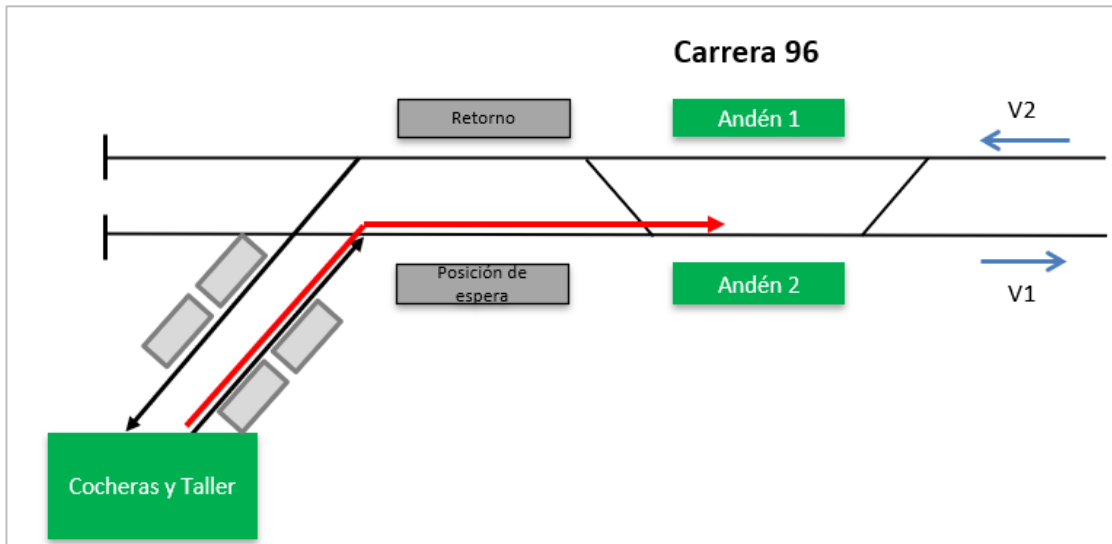 Carrera 96
Retorno
Andén 1
V2
Posición de
espera
Andén 2
V1
Cocheras y Taller